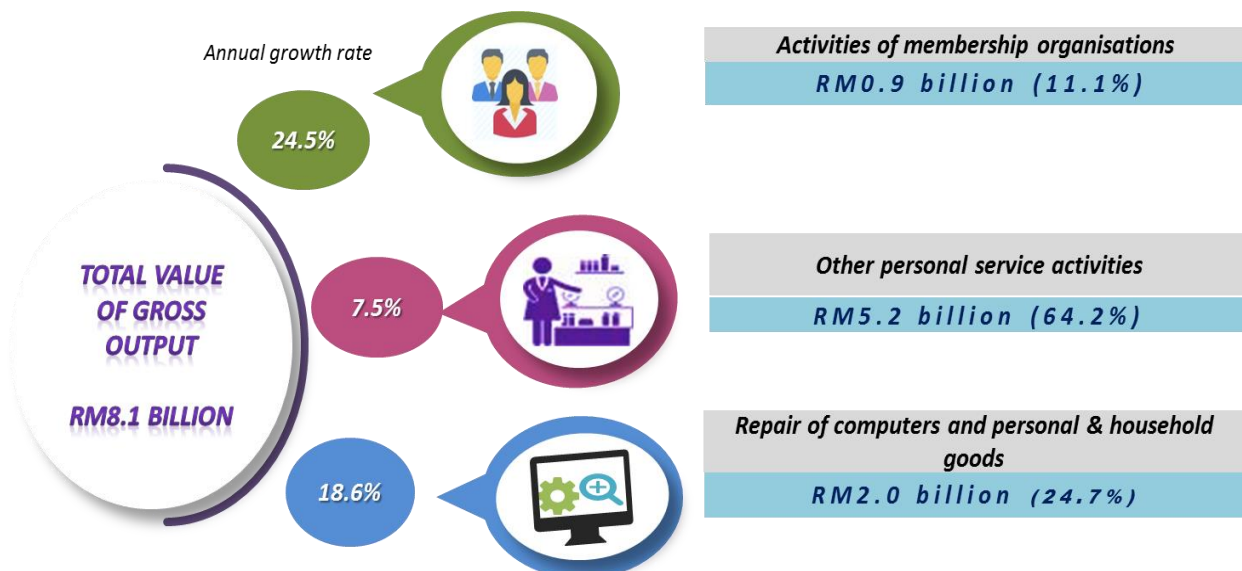 Annual growth rate
24.5%
Activities of membership organisations
RM0.9 billion (11.1%)
TOTAL VALUE
OF GROSS
OUTPUT
RM8.1 BILLION
7.5%
Other personal service activities
RM5.2 billion (64.2%)
18.6%
Repair of computers and personal & household
goods
RM2.0 billion (24.7%)